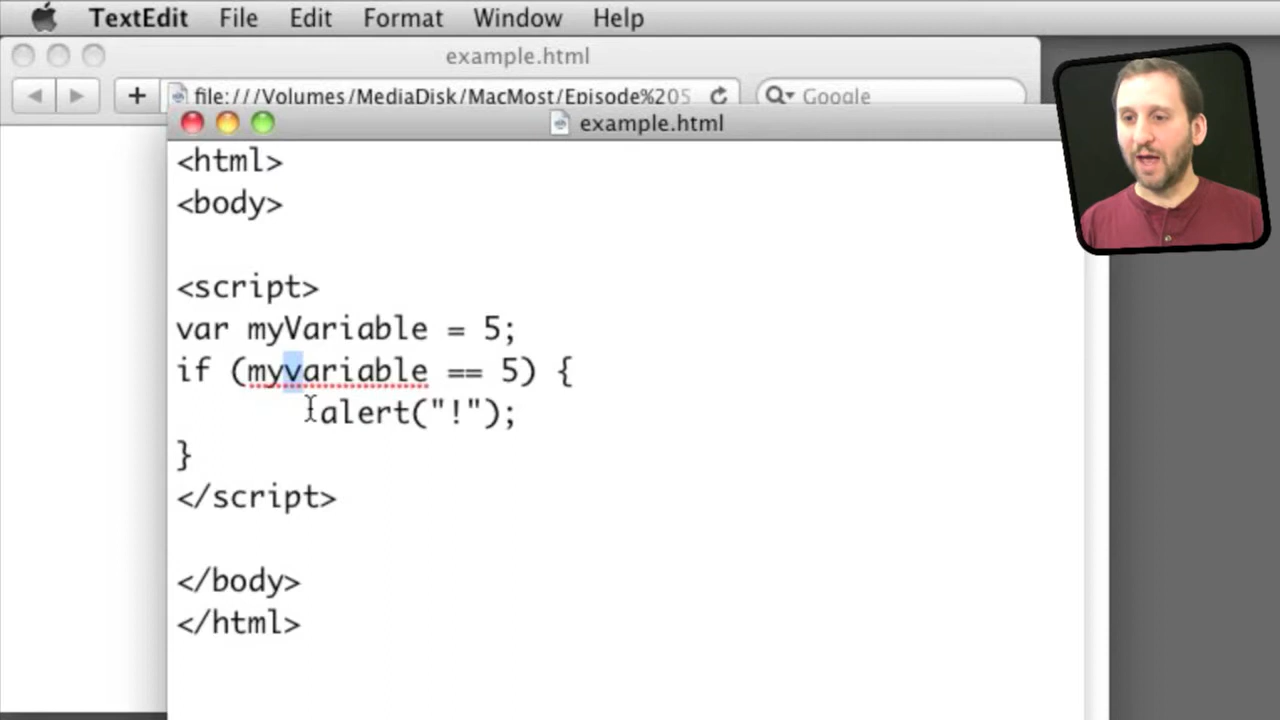 TextEdit File Edit Format Window Help
example.html
file:///Volumes/MediaDisk/MacMost/Episode%205 Google
example.html
<html>
<body>
<script>
var myVariable = 5;
if (myvariable == 5) {
alert("!");
}
</script>
</body>
</html>